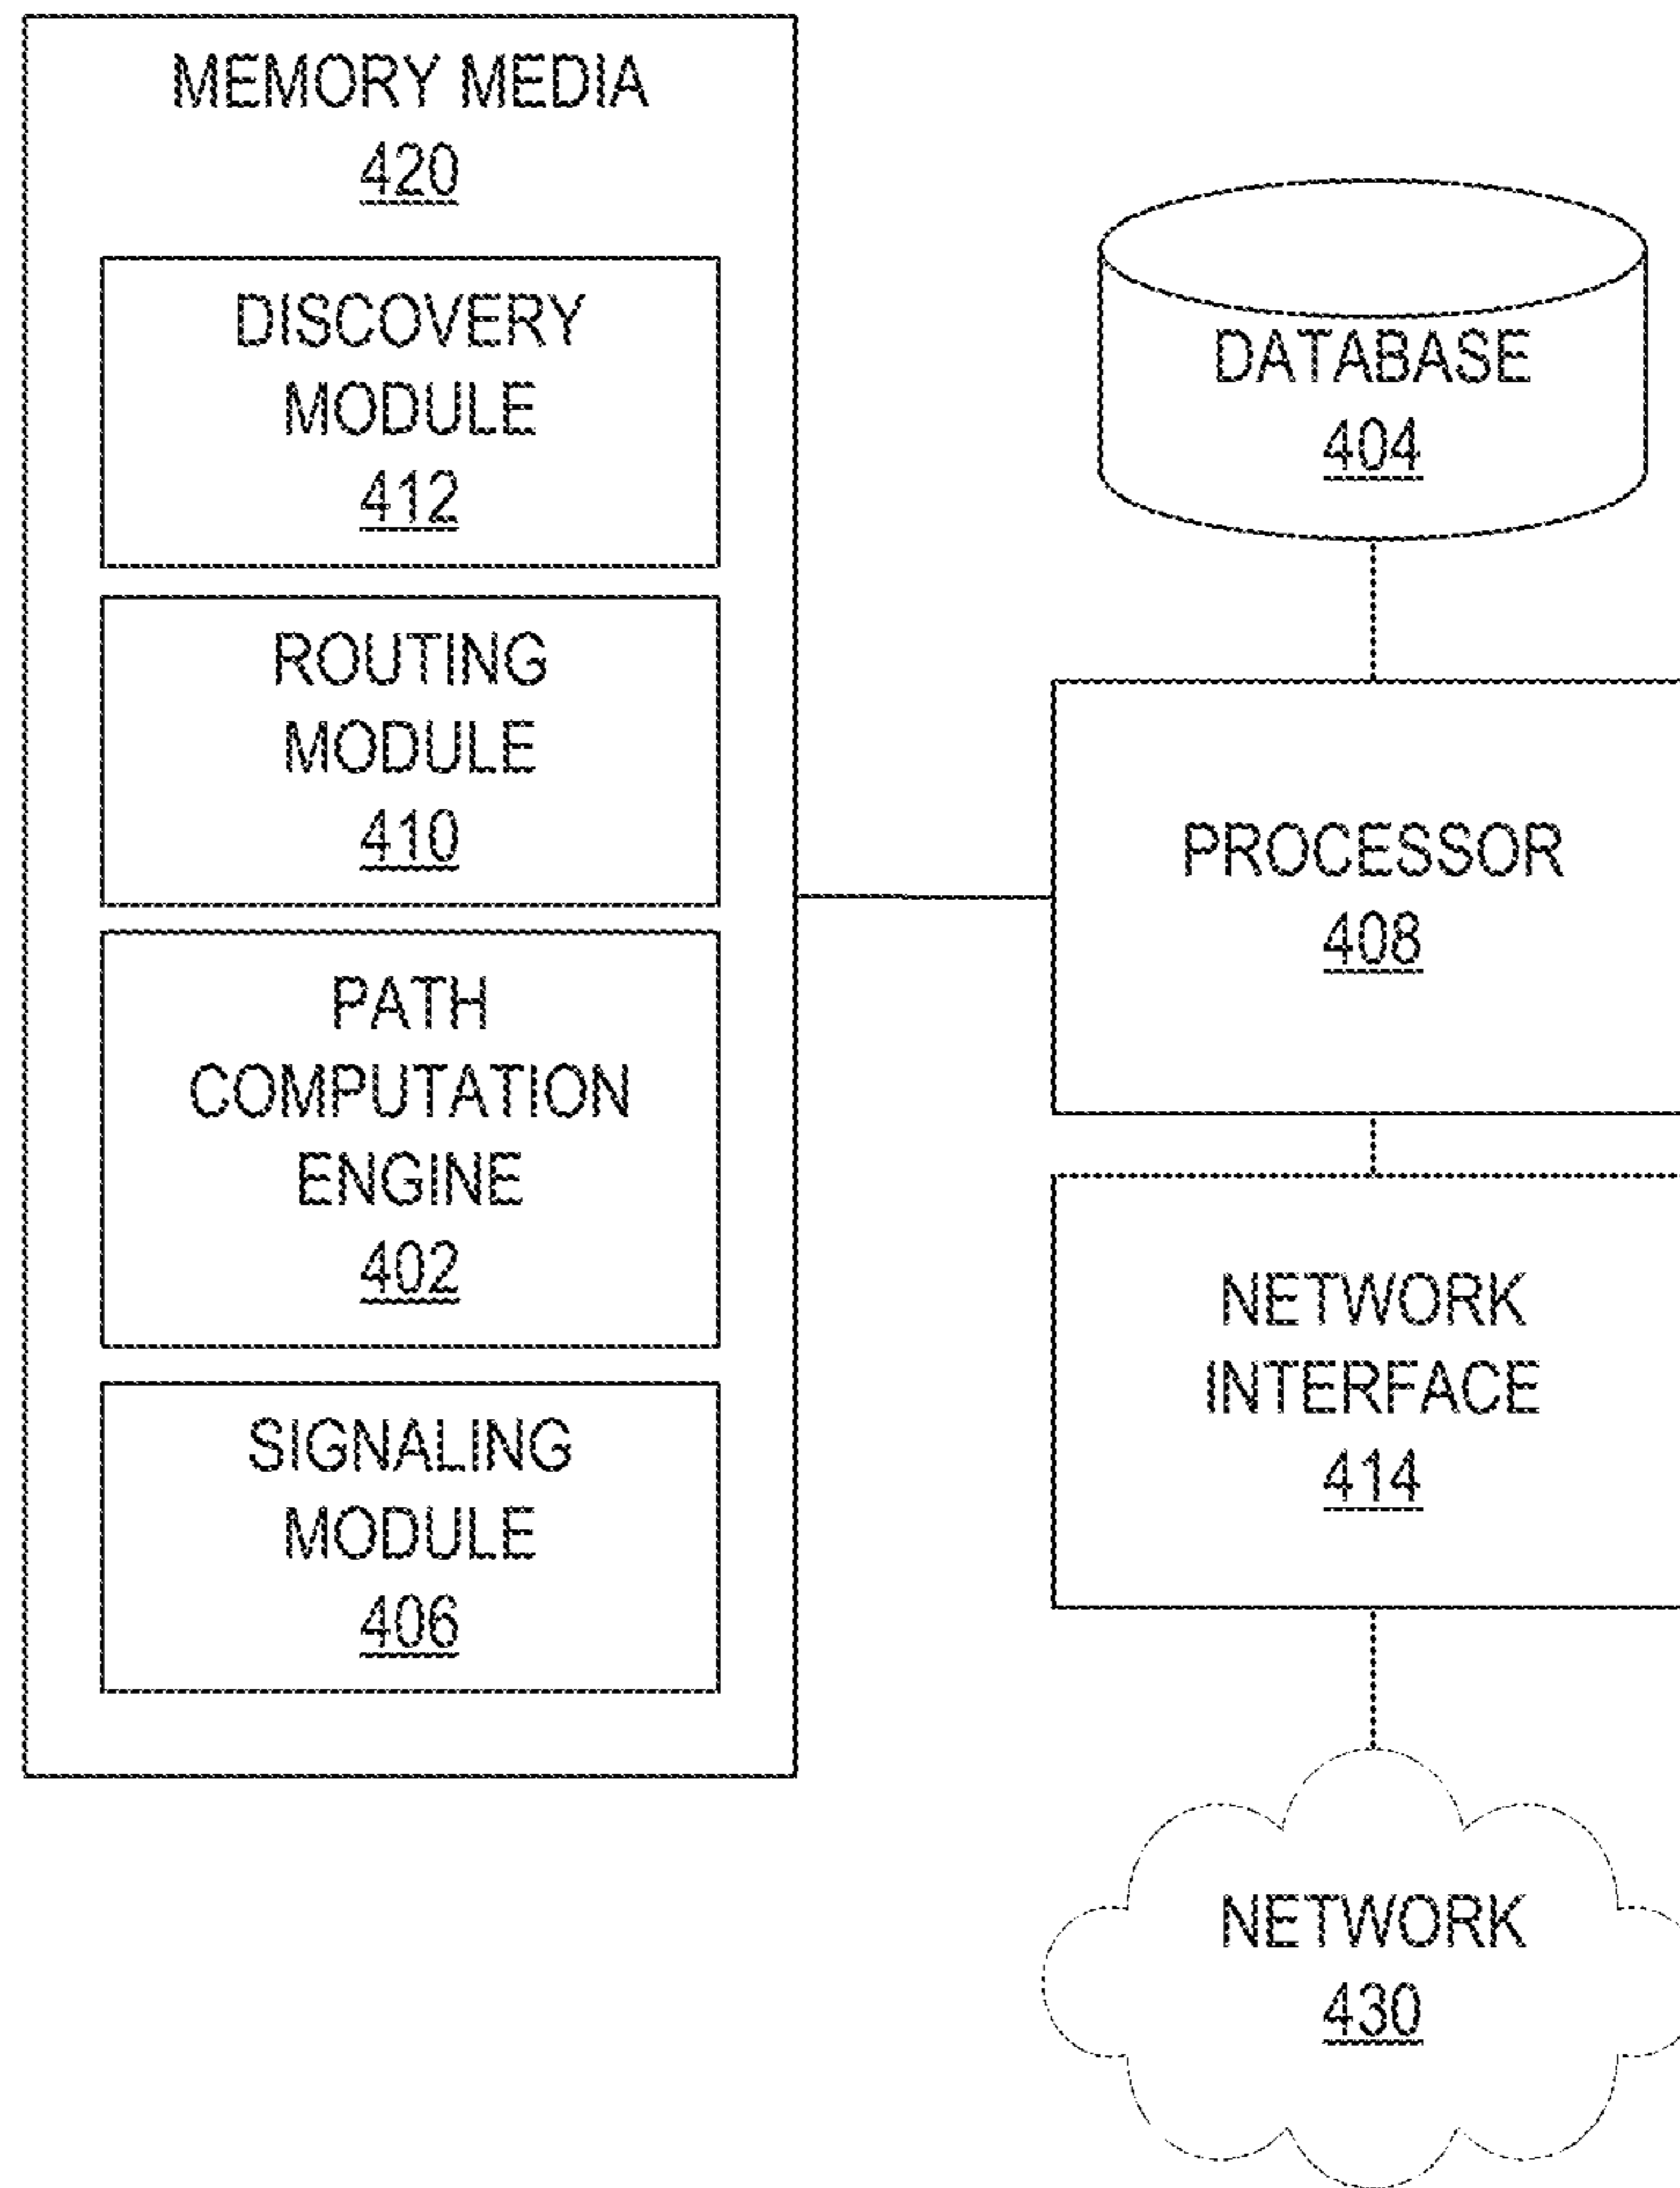 MEMORY MEDIA
420
DISCOVERY
MODULE
412
ROUTING
MODULE
410
PATH
COMPUTATION
ENGINE
402
SIGNALING
MODULE
406
DATABASE
404
PROCESSOR
408
NETWORK
INTERFACE
414
NETWORK
430